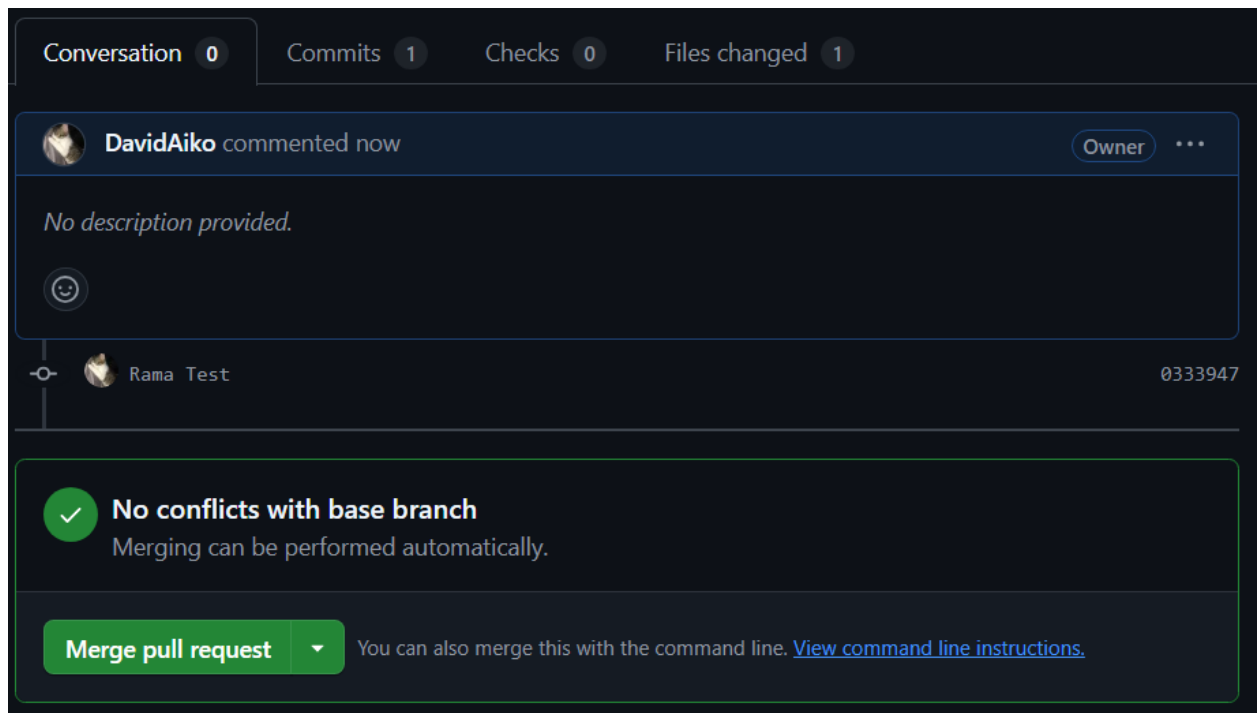 Conversation 0 Commits 1 Checks 0 Files changed 1
DavidAiko commented now Owner
No description provided.
Rama Test 0333947
No conflicts with base branch
Merging can be performed automatically.
Merge pull request You can also merge this with the command line. View command line instructions.